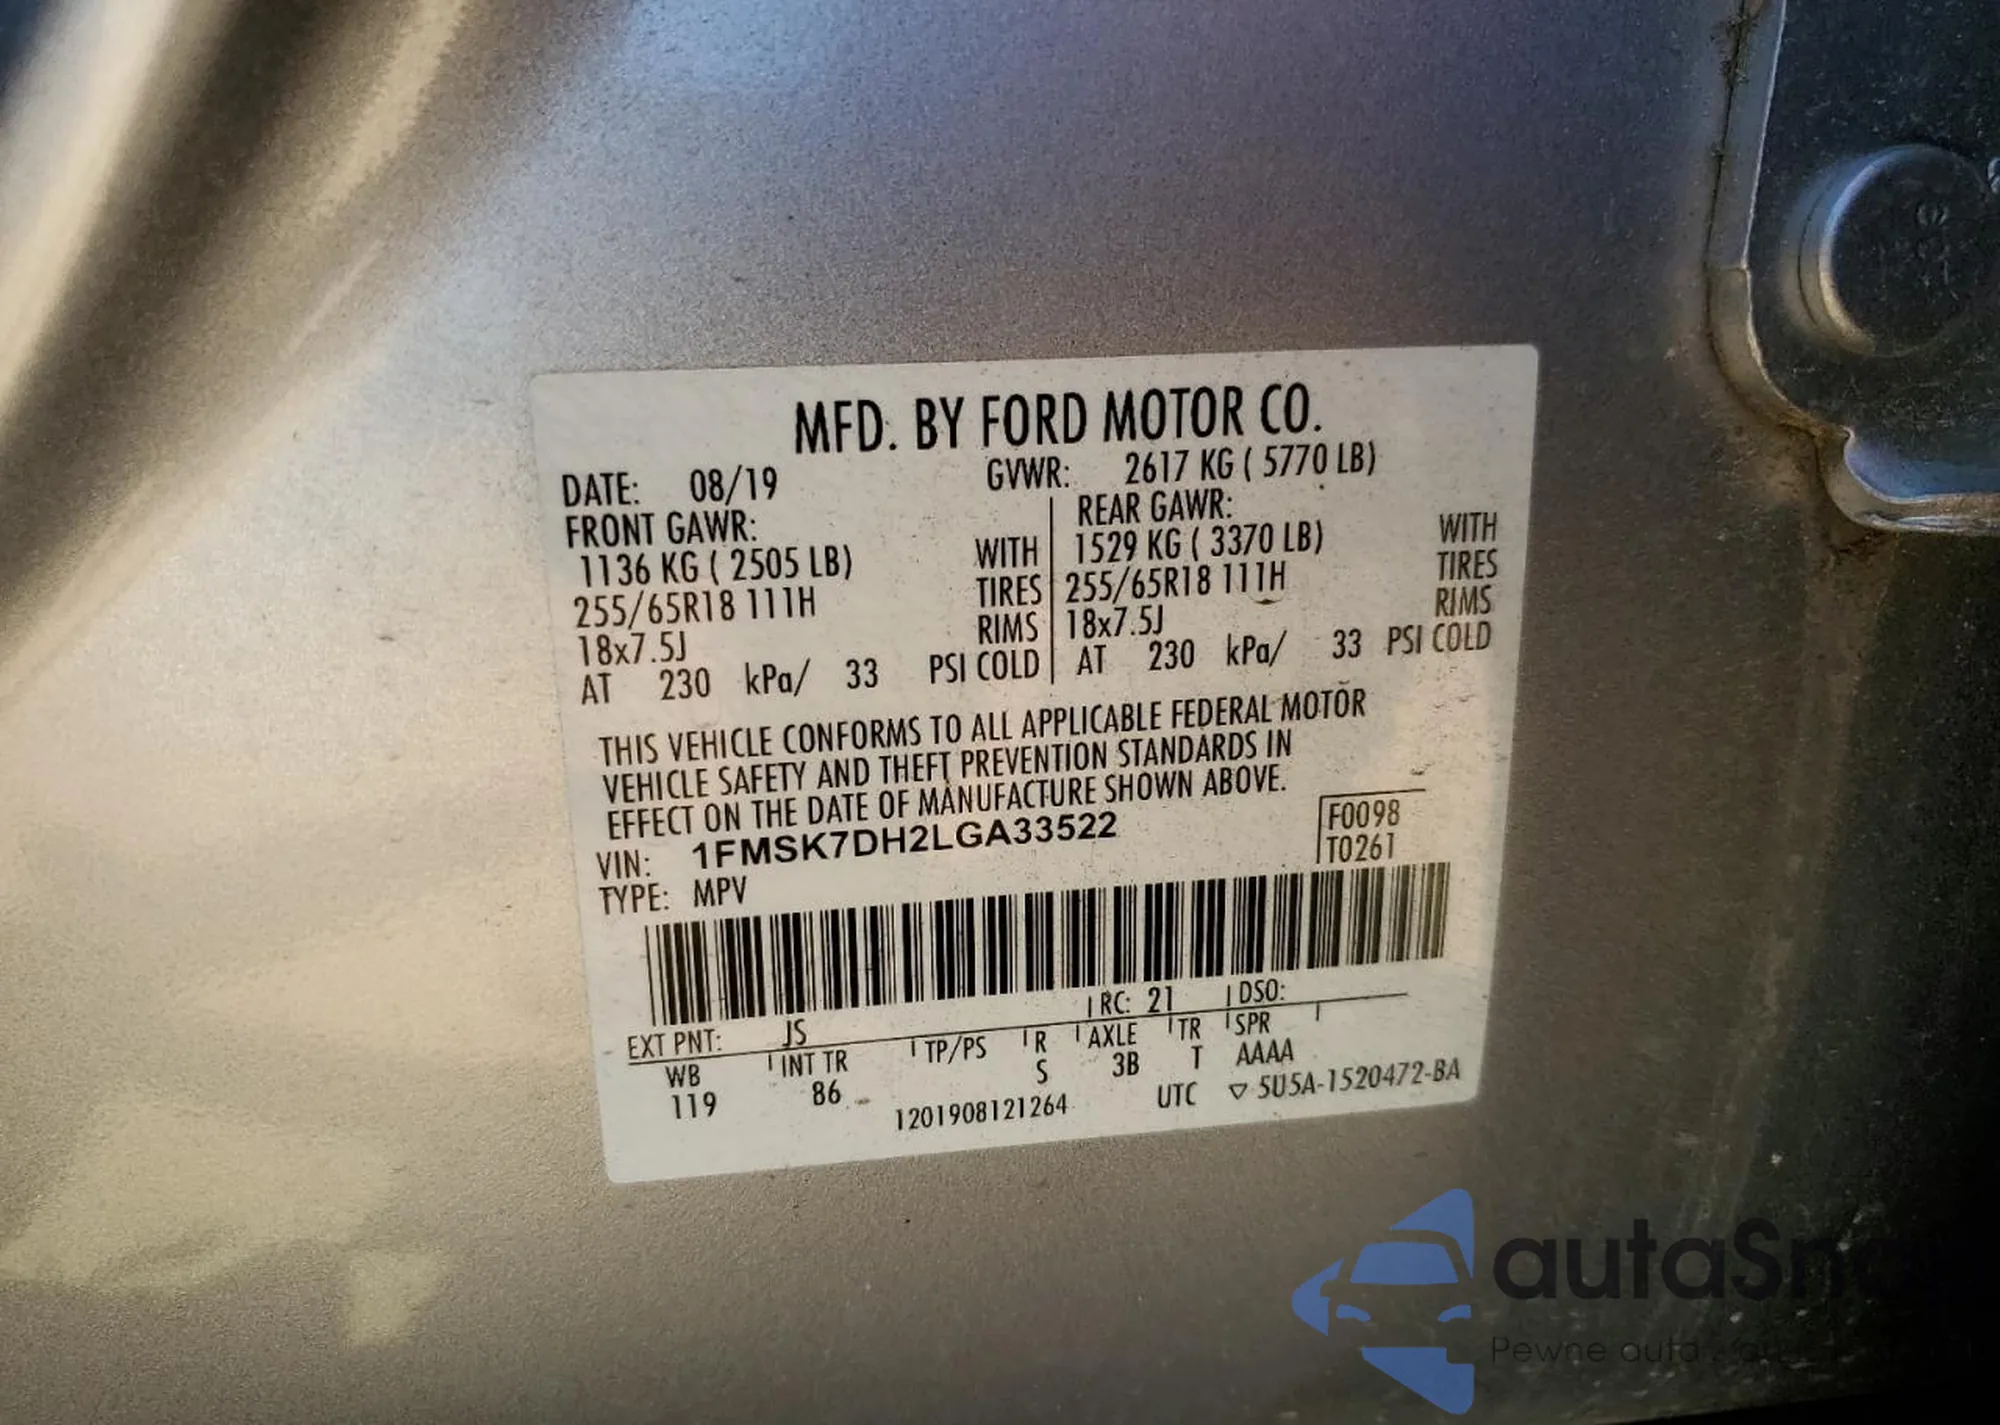 MFD. BY FORD MOTOR CO.
DATE: 08/19 GVWR: 2617 KG ( 5770 LB)
FRONT GAWR: REAR GAWR:
1136 KG ( 2505 LB) WITH 1529 KG ( 3370 LB) WITH
255/65R18 111H TIRES 255/65R18 111H TIRES
18x7.5J RIMS 18x7.5J RIMS
AT 230 kPa/ 33 PSI COLD AT 230 kPa/ 33 PSI COLD
THIS VEHICLE CONFORMS TO ALL APPLICABLE FEDERAL MOTOR
VEHICLE SAFETY AND THEFT PREVENTION STANDARDS IN
EFFECT ON THE DATE OF MANUFACTURE SHOWN ABOVE.
VIN: 1FMSK7DH2LGA33522 F0098
TYPE: MPV T0261
EXT PNT: JS RC: 21 DSO:
WB INT TR TP/PS R AXLE TR SPR
119 86 S 3B T AAAA
1201908121264 UTC ▽ 5U5A-1520472-BA
autaSn
Pewne auta